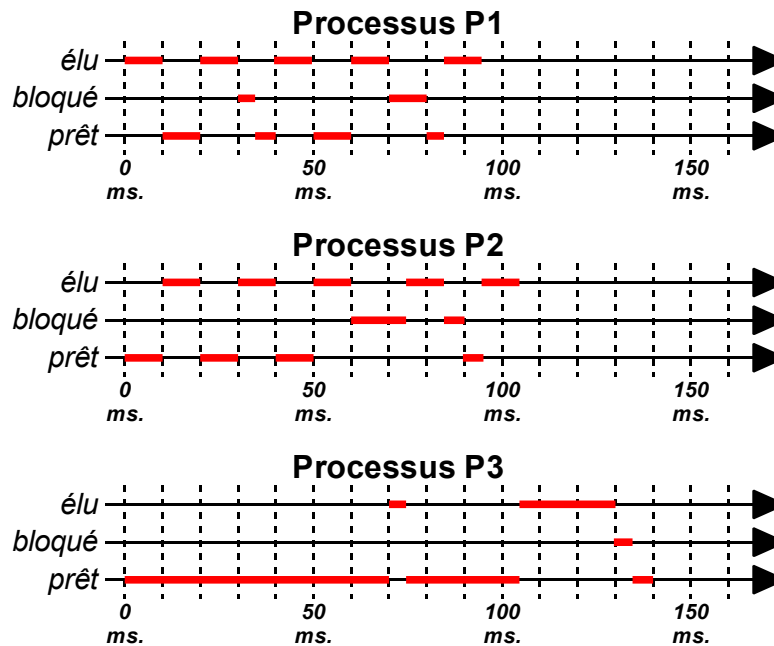 Processus P1
élu
bloqué
prêt
0 50 100 150
ms. ms. ms. ms.
Processus P2
élu
bloqué
prêt
0 50 100 150
ms. ms. ms. ms.
Processus P3
élu
bloqué
prêt
0 50 100 150
ms. ms. ms. ms.